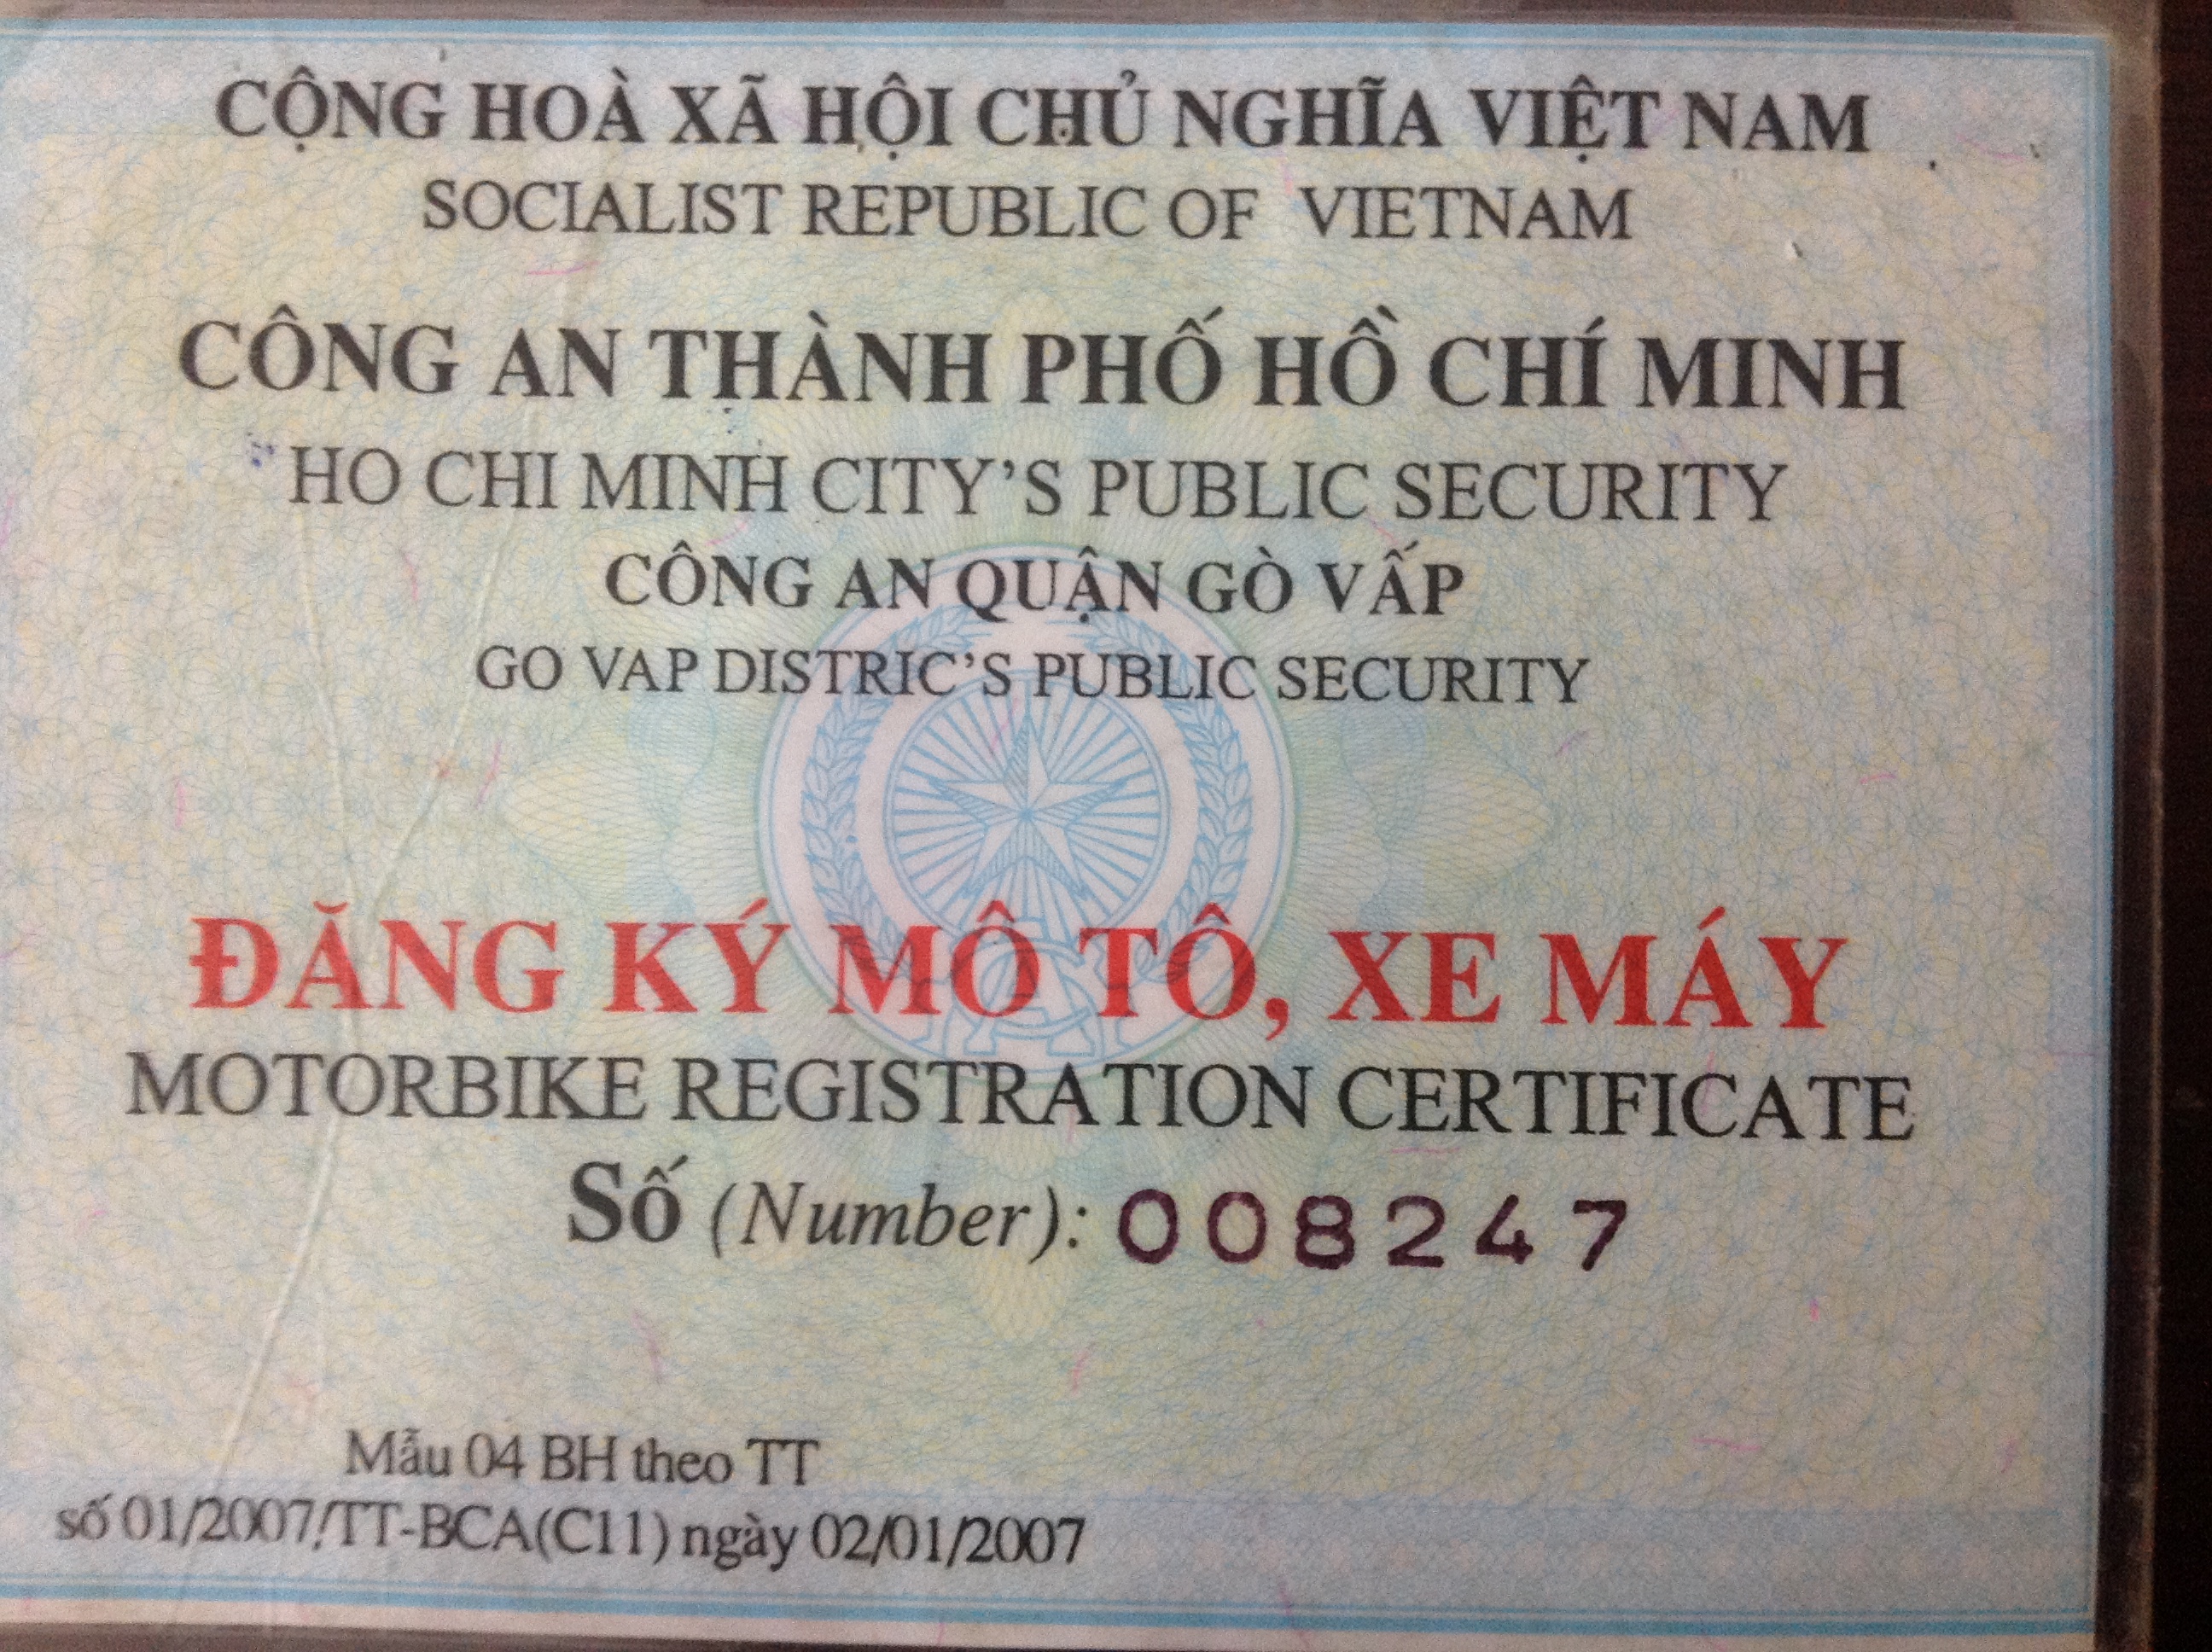 CỘNG HOÀ XÃ HỘI CHỦ NGHĨA VIỆT NAM
SOCIALIST REPUBLIC OF VIETNAM
CÔNG AN THÀNH PHỐ HỒ CHÍ MINH
HO CHI MINH CITY'S PUBLIC SECURITY
CÔNG AN QUẬN GÒ VẤP
GO VAP DISTRIC'S PUBLIC SECURITY
ĐĂNG KÝ MÔ TÔ, XE MÁY
MOTORBIKE REGISTRATION CERTIFICATE
Số (Number): 008247
Mẫu 04 BH theo TT
số 01/2007/TT-BCA(C11) ngày 02/01/2007